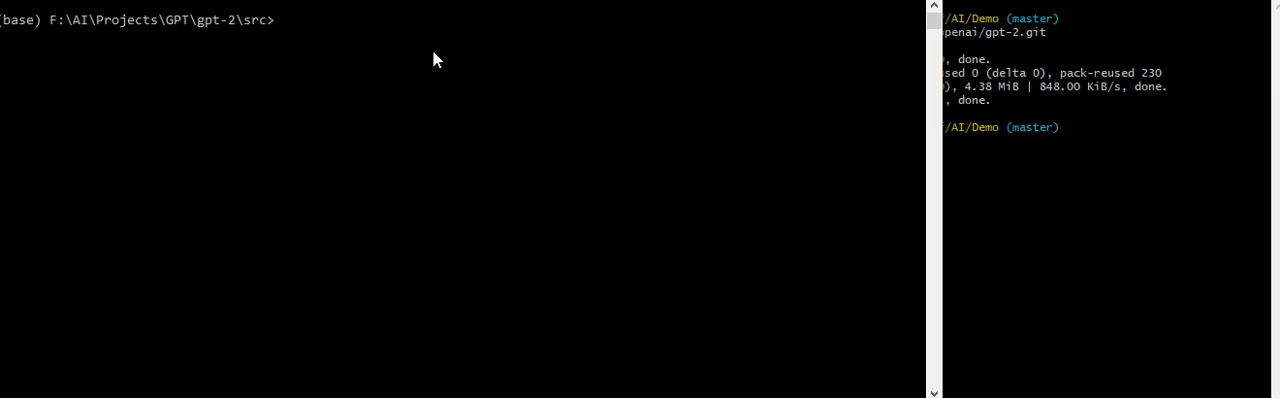 (base) F:\AI\Projects\GPT\gpt-2\src>
/AI/Demo (master)
penai/gpt-2.git
, done.
sed 0 (delta 0), pack-reused 230
), 4.38 MiB | 848.00 KiB/s, done.
, done.
/AI/Demo (master)